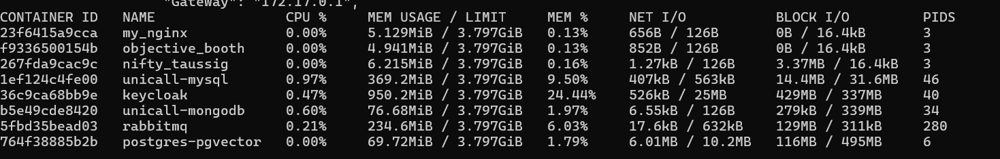 "Gateway": "172.17.0.1",
CONTAINER ID NAME CPU % MEM USAGE / LIMIT MEM % NET I/O BLOCK I/O PIDS
23f6415a9cca my_nginx 0.00% 5.129MiB / 3.797GiB 0.13% 656B / 126B 0B / 16.4kB 3
f9336500154b objective_booth 0.00% 4.941MiB / 3.797GiB 0.13% 852B / 126B 0B / 16.4kB 3
267fda9cac9c nifty_taussig 0.00% 6.215MiB / 3.797GiB 0.16% 1.27kB / 126B 3.37MB / 16.4kB 3
1ef124c4fe00 unicall-mysql 0.97% 369.2MiB / 3.797GiB 9.50% 407kB / 563kB 14.4MB / 31.6MB 46
36c9ca68bb9e keycloak 0.47% 950.2MiB / 3.797GiB 24.44% 526kB / 25MB 429MB / 337MB 40
b5e49cde8420 unicall-mongodb 0.60% 76.68MiB / 3.797GiB 1.97% 6.55kB / 126B 279kB / 339MB 34
5fbd35bead03 rabbitmq 0.21% 234.6MiB / 3.797GiB 6.03% 17.6kB / 632kB 129MB / 311kB 280
764f38885b2b postgres-pgvector 0.00% 69.72MiB / 3.797GiB 1.79% 6.01MB / 10.2MB 116MB / 495MB 6